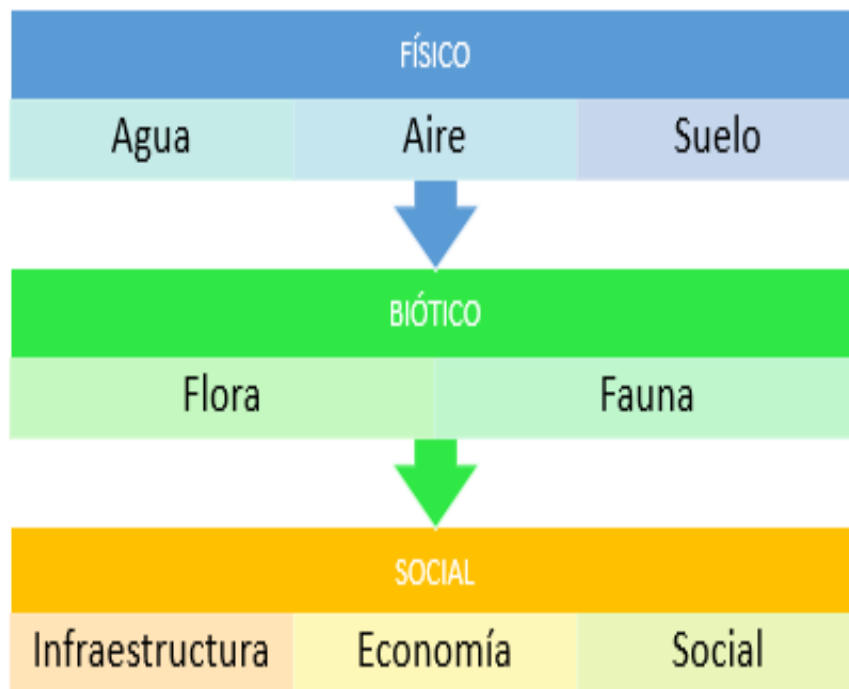 FÍSICO
Agua Aire Suelo
BIÓTICO
Flora Fauna
SOCIAL
Infraestructura Economía Social